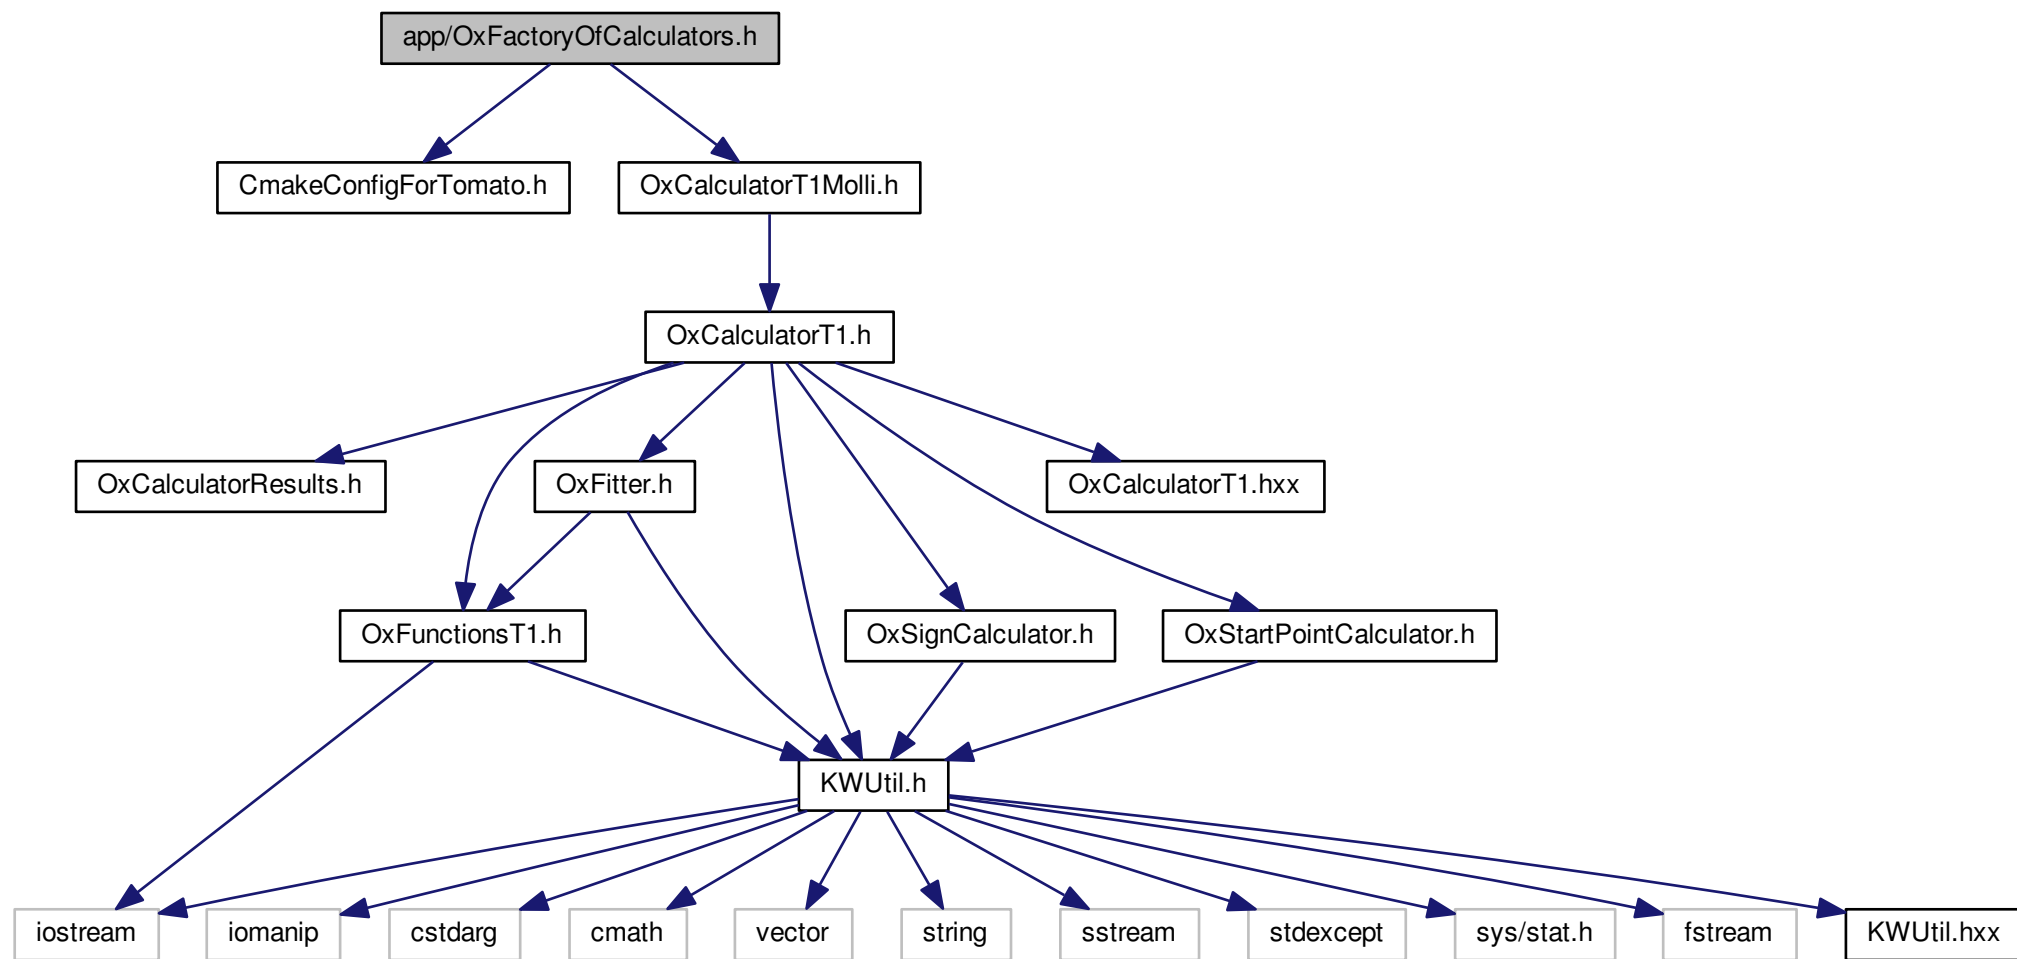 app/OxFactoryOfCalculators.h
CmakeConfigForTomato.h
OxCalculatorT1Molli.h
OxCalculatorT1.h
OxCalculatorResults.h
OxFitter.h
OxCalculatorT1.hxx
OxFunctionsT1.h
OxSignCalculator.h
OxStartPointCalculator.h
KWUtil.h
iostream
iomanip
cstdarg
cmath
vector
string
sstream
stdexcept
sys/stat.h
fstream
KWUtil.hxx